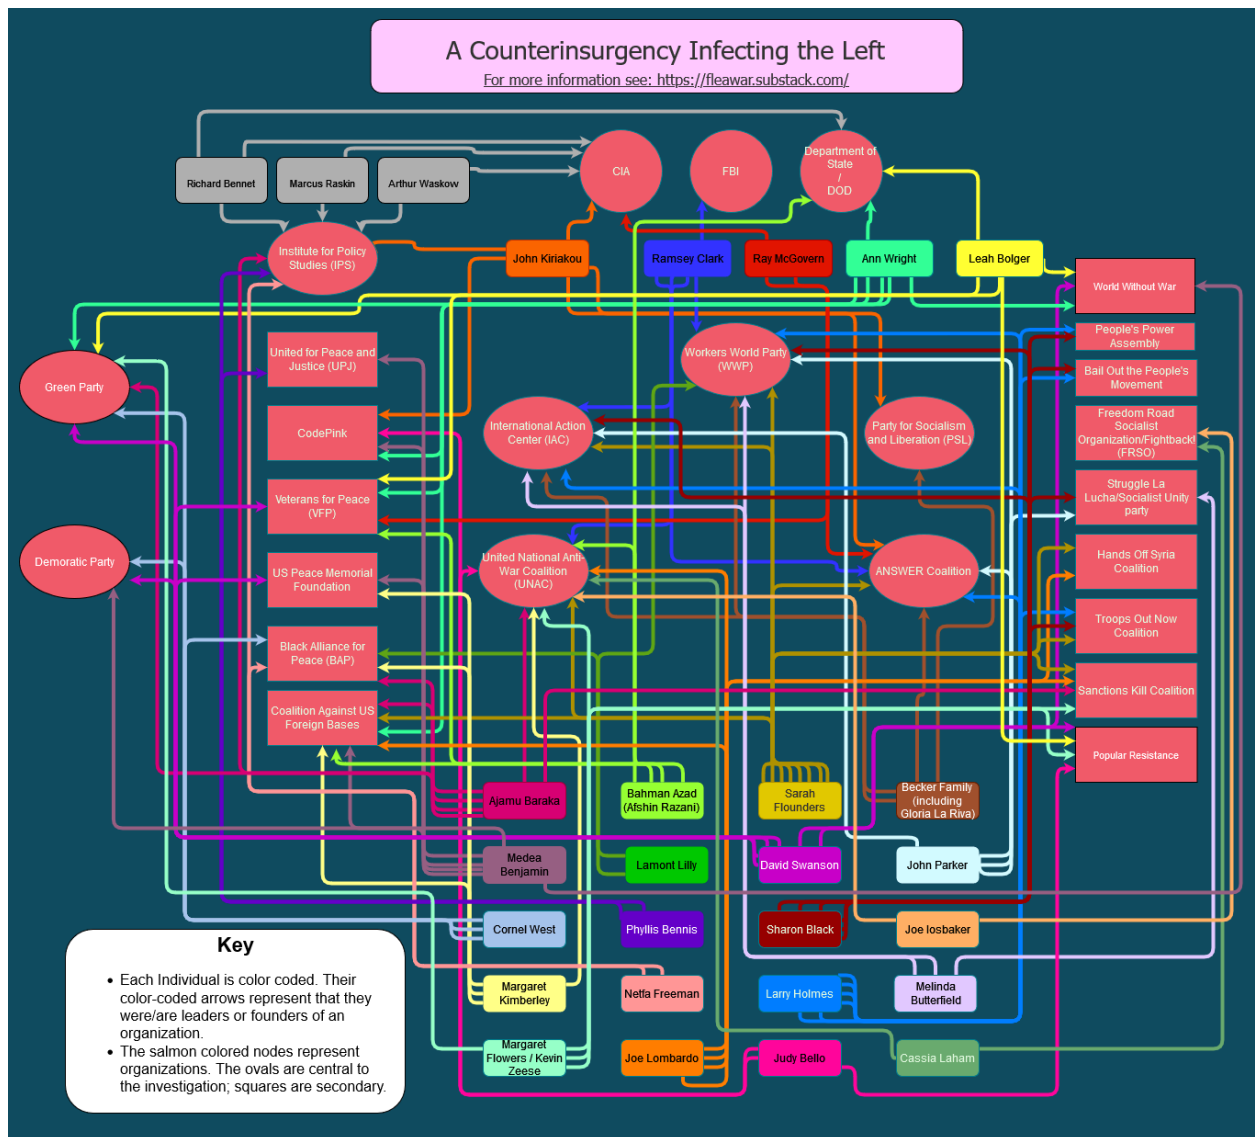 A Counterinsurgency Infecting the Left
For more information see: https://fleawar.substack.com/
Richard Bennet
Marcus Raskin
Arthur Waskow
CIA
FBI
Department of
State
/
DOD
Institute for Policy
Studies (IPS)
John Kiriakou
Ramsey Clark
Ray McGovern
Ann Wright
Leah Bolger
World Without War
People's Power
Assembly
Bail Out the People's
Movement
Freedom Road
Socialist
Organization/Fightback!
(FRSO)
Struggle La
Lucha/Socialist Unity
party
Hands Off Syria
Coalition
Troops Out Now
Coalition
Sanctions Kill Coalition
Popular Resistance
Green Party
Demoratic Party
United for Peace and
Justice (UPJ)
CodePink
Veterans for Peace
(VFP)
US Peace Memorial
Foundation
Black Alliance for
Peace (BAP)
Coalition Against US
Foreign Bases
Workers World Party
(WWP)
International Action
Center (IAC)
Party for Socialism
and Liberation (PSL)
United National Anti-
War Coalition
(UNAC)
ANSWER Coalition
Ajamu Baraka
Bahman Azad
(Afshin Razani)
Sarah
Flounders
Becker Family
(including
Gloria La Riva)
Medea
Benjamin
Lamont Lilly
David Swanson
John Parker
Cornel West
Phyllis Bennis
Sharon Black
Joe Iosbaker
Margaret
Kimberley
Netfa Freeman
Larry Holmes
Melinda
Butterfield
Margaret
Flowers / Kevin
Zeese
Joe Lombardo
Judy Bello
Cassia Laham
Key
• Each Individual is color coded. Their
color-coded arrows represent that they
were/are leaders or founders of an
organization.
• The salmon colored nodes represent
organizations. The ovals are central to
the investigation; squares are secondary.